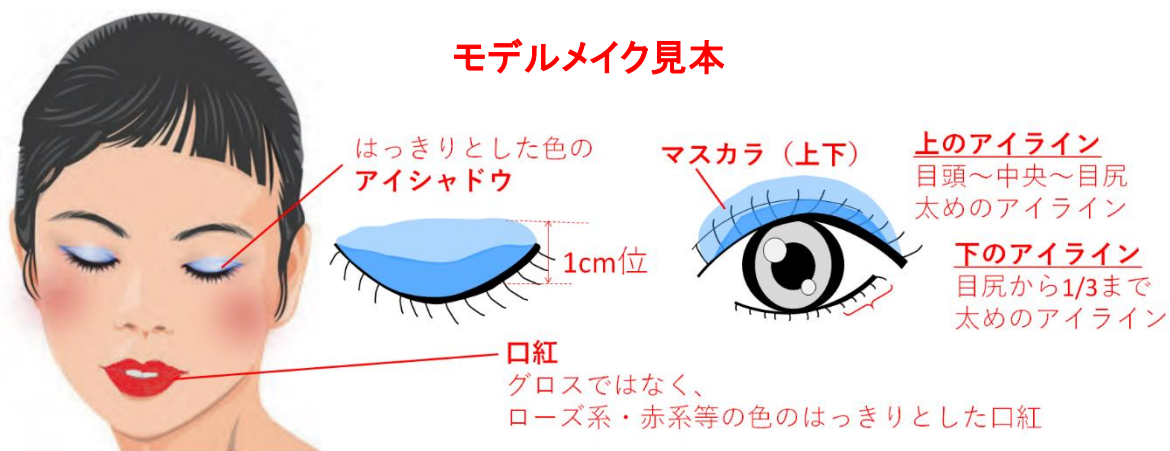 モデルメイク見本
はっきりとした色の
アイシャドウ
1cm位
マスカラ（上下）
上のアイライン
目頭～中央～目尻
太めのアイライン
下のアイライン
目尻から1/3まで
太めのアイライン
口紅
グロスではなく、
ローズ系・赤系等の色のはっきりとした口紅